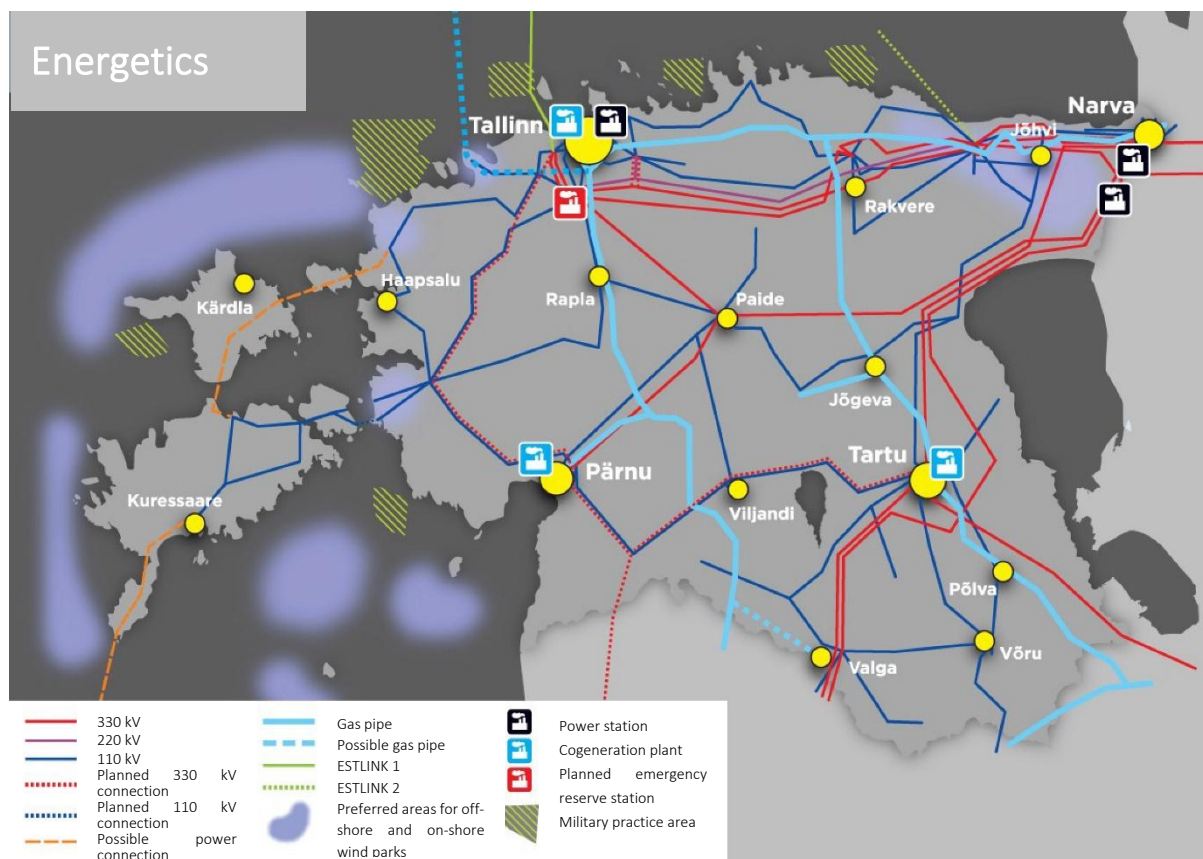 Energetics
Tallinn
Narva
Jõhvi
Rakvere
Haapsalu
Kärdla
Rapla
Paide
Jõgeva
Tartu
Pärnu
Viljandi
Kuressaare
Põlva
Võru
Valga
330 kV
220 kV
110 kV
Planned 330 kV
connection
Planned 110 kV
connection
Possible power
connection
Gas pipe
Possible gas pipe
ESTLINK 1
ESTLINK 2
Preferred areas for off-
shore and on-shore
wind parks
Power station
Cogeneration plant
Planned emergency
reserve station
Military practice area